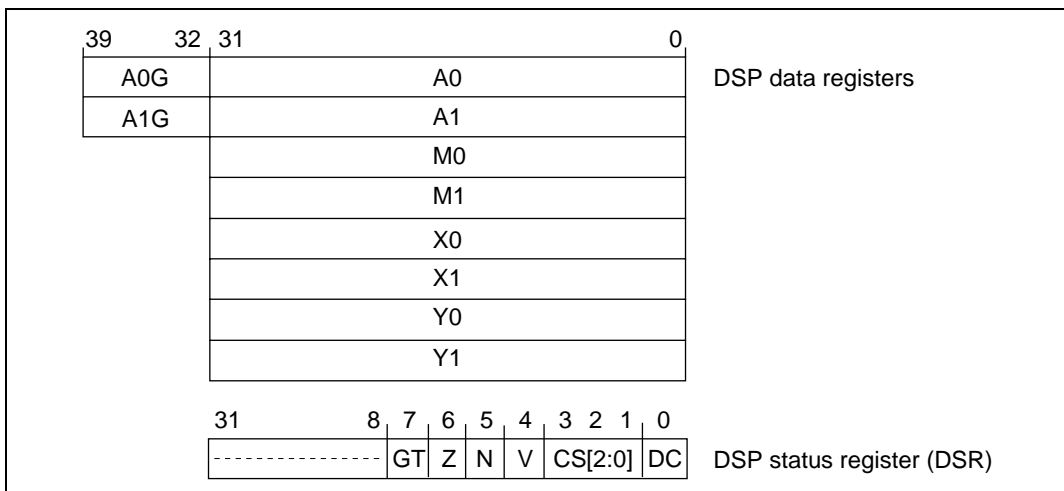 39 32 31 0
A0G A0 DSP data registers
A1G A1
M0
M1
X0
X1
Y0
Y1
31 8 7 6 5 4 3 2 1 0
GT Z N V CS[2:0] DC DSP status register (DSR)